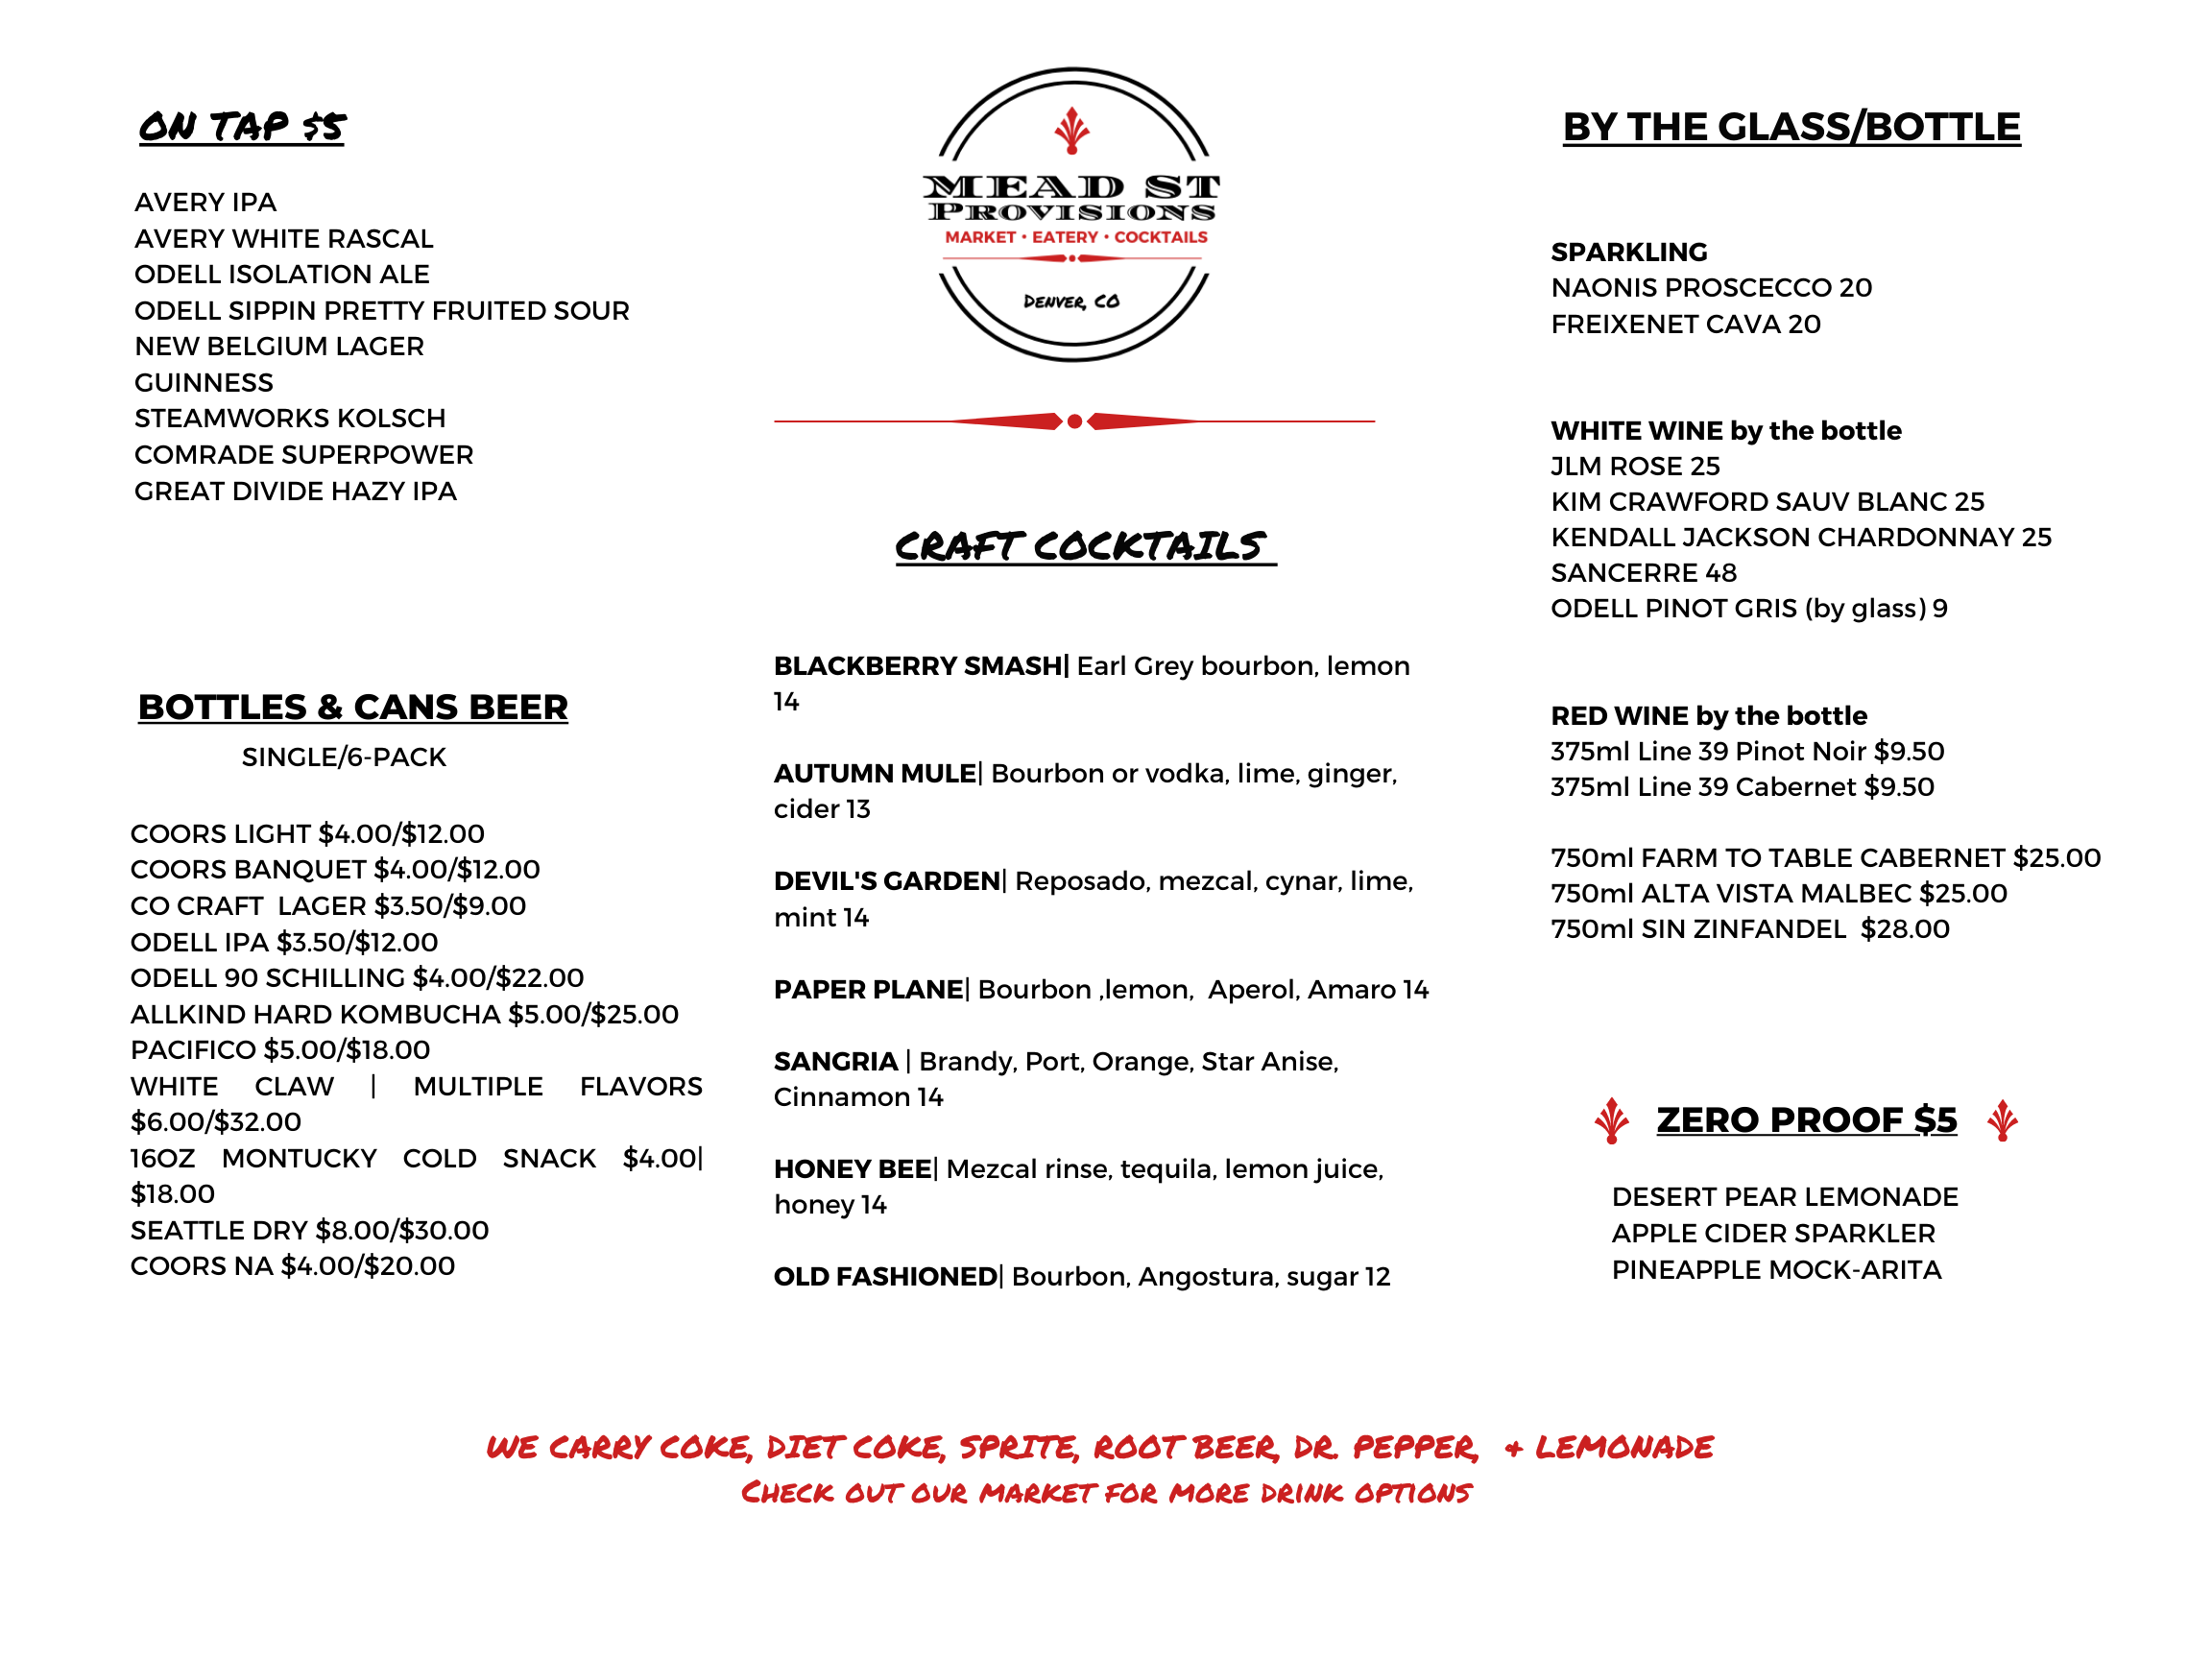 ON TAP $5
AVERY IPA
AVERY WHITE RASCAL
ODELL ISOLATION ALE
ODELL SIPPIN PRETTY FRUITED SOUR
NEW BELGIUM LAGER
GUINNESS
STEAMWORKS KOLSCH
COMRADE SUPERPOWER
GREAT DIVIDE HAZY IPA
BOTTLES & CANS BEER
SINGLE/6-PACK
COORS LIGHT $4.00/$12.00
COORS BANQUET $4.00/$12.00
CO CRAFT LAGER $3.50/$9.00
ODELL IPA $3.50/$12.00
ODELL 90 SCHILLING $4.00/$22.00
ALLKIND HARD KOMBUCHA $5.00/$25.00
PACIFICO $5.00/$18.00
WHITE CLAW | MULTIPLE FLAVORS
$6.00/$32.00
16OZ MONTUCKY COLD SNACK $4.00|
$18.00
SEATTLE DRY $8.00/$30.00
COORS NA $4.00/$20.00
MEAD ST
PROVISIONS
MARKET • EATERY • COCKTAILS
DENVER, CO
CRAFT COCKTAILS
BLACKBERRY SMASH| Earl Grey bourbon, lemon
14
AUTUMN MULE| Bourbon or vodka, lime, ginger,
cider 13
DEVIL'S GARDEN| Reposado, mezcal, cynar, lime,
mint 14
PAPER PLANE| Bourbon ,lemon, Aperol, Amaro 14
SANGRIA | Brandy, Port, Orange, Star Anise,
Cinnamon 14
HONEY BEE| Mezcal rinse, tequila, lemon juice,
honey 14
OLD FASHIONED| Bourbon, Angostura, sugar 12
BY THE GLASS/BOTTLE
SPARKLING
NAONIS PROSCECCO 20
FREIXENET CAVA 20
WHITE WINE by the bottle
JLM ROSE 25
KIM CRAWFORD SAUV BLANC 25
KENDALL JACKSON CHARDONNAY 25
SANCERRE 48
ODELL PINOT GRIS (by glass) 9
RED WINE by the bottle
375ml Line 39 Pinot Noir $9.50
375ml Line 39 Cabernet $9.50
750ml FARM TO TABLE CABERNET $25.00
750ml ALTA VISTA MALBEC $25.00
750ml SIN ZINFANDEL $28.00
ZERO PROOF $5
DESERT PEAR LEMONADE
APPLE CIDER SPARKLER
PINEAPPLE MOCK-ARITA
WE CARRY COKE, DIET COKE, SPRITE, ROOT BEER, DR. PEPPER, & LEMONADE
CHECK OUT OUR MARKET FOR MORE DRINK OPTIONS